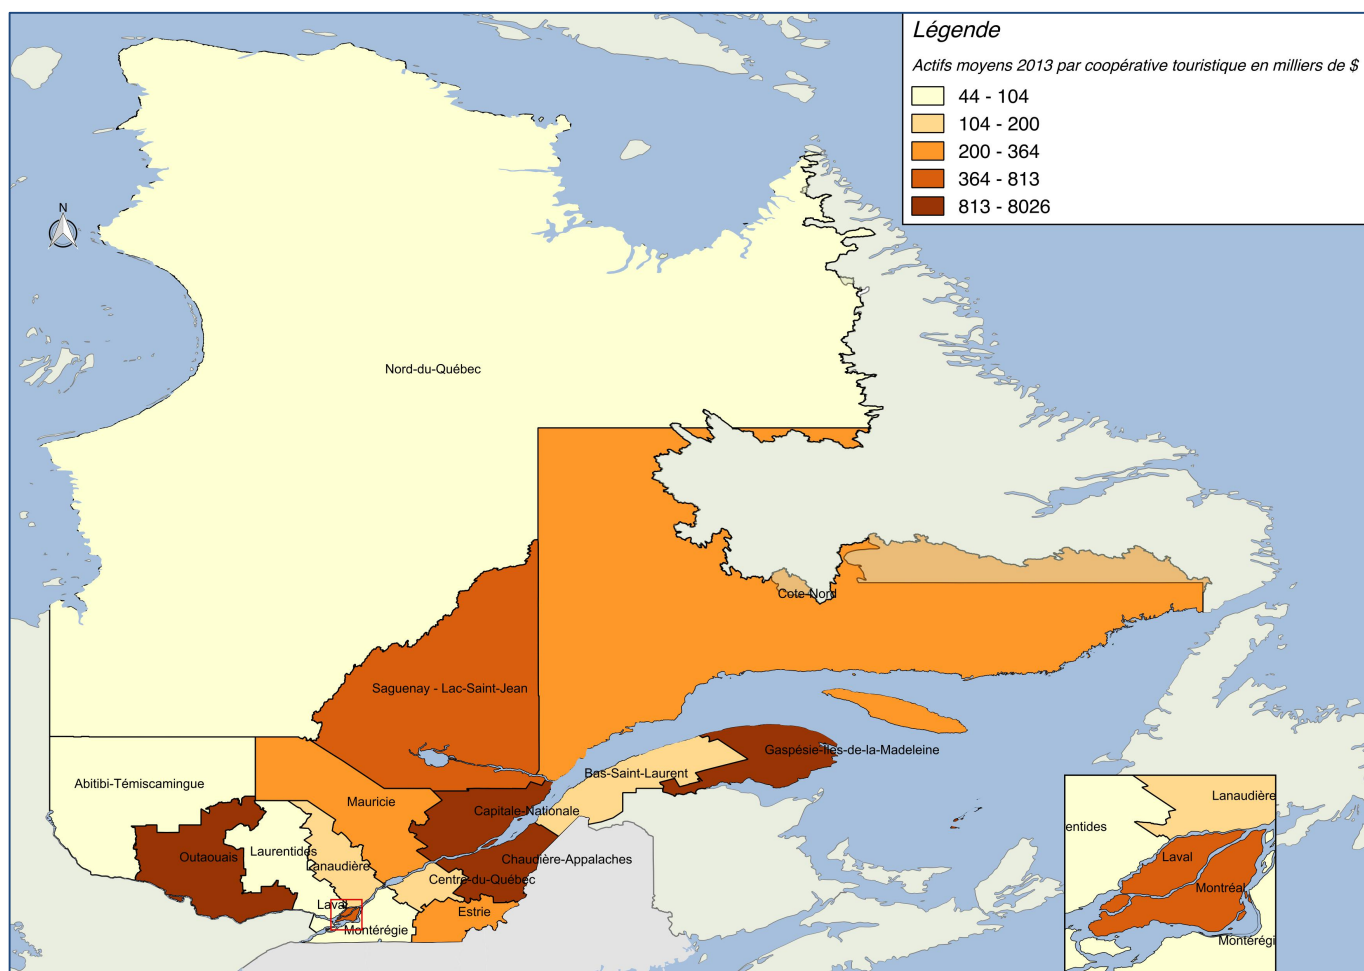 Légende
Actifs moyens 2013 par coopérative touristique en milliers de $
44 - 104
104 - 200
200 - 364
364 - 813
813 - 8026
N
Nord-du-Québec
Cote-Nord
Saguenay - Lac-Saint-Jean
Gaspésie-Iles-de-la-Madeleine
Bas-Saint-Laurent
Abitibi-Témiscamingue
Mauricie
Capitale-Nationale
Outaouais
Laurentides
Lanaudière
Chaudière-Appalaches
Centre-du-Québec
Laval
Estrie
Montérégie
Lanaudière
entides
Laval
Montréal
Montérégi